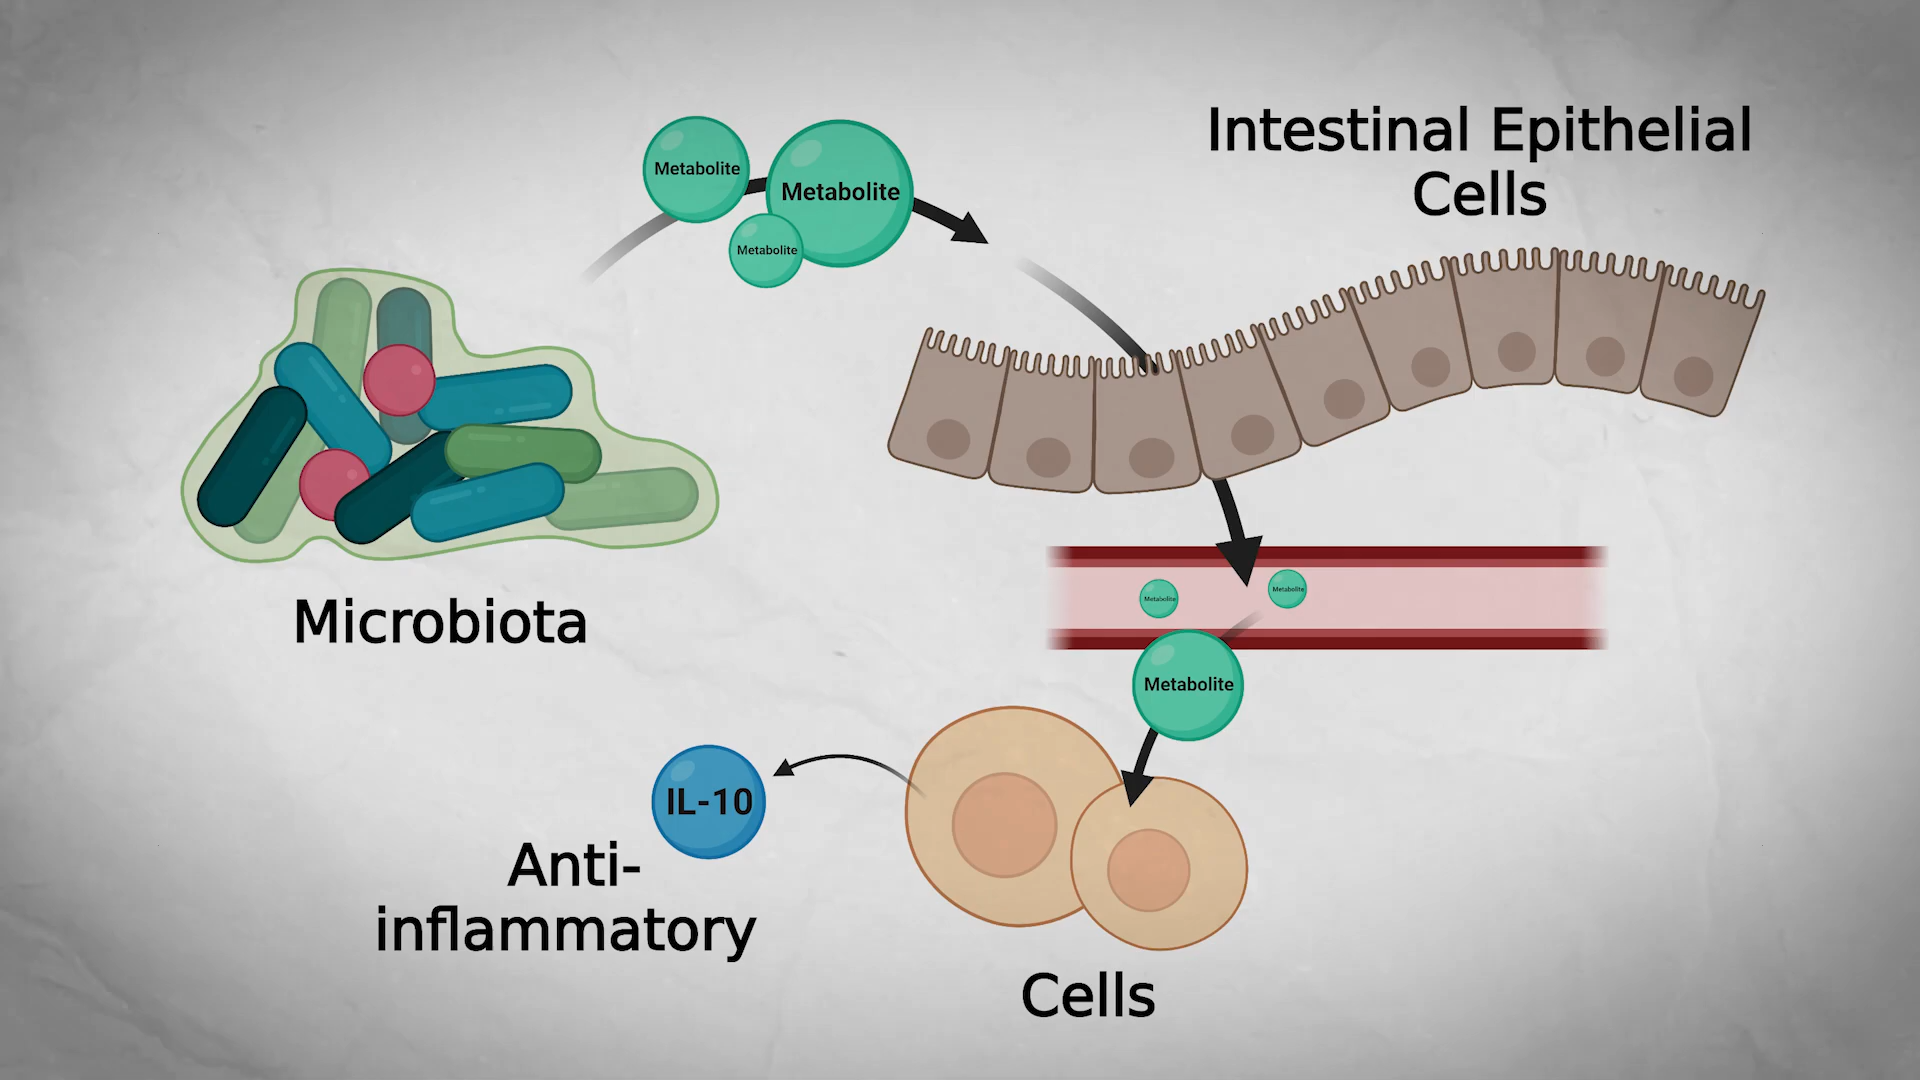 Metabolite
Metabolite
Metabolite
Intestinal Epithelial
Cells
Microbiota
Metabolite
Metabolite
Metabolite
IL-10
Anti-
inflammatory
Cells